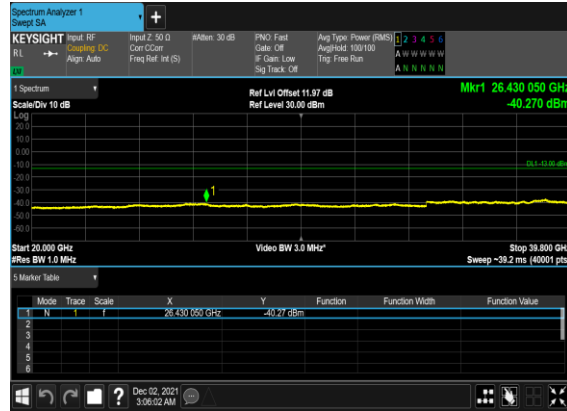 Spectrum Analyzer 1
Swept SA
+
KEYSIGHT Input: RF Input Z: 50 Ω #Atten: 30 dB PNO: Fast Avg Type: Power (RMS) 1 2 3 4 5 6
RL Coupling: DC Corr CCorr Gate: Off Avg|Hold: 100/100 A W W W W W
Align: Auto Freq Ref: Int (S) IF Gain: Low Trig: Free Run
Sig Track: Off A N N N N N
1 Spectrum Ref Lvl Offset 11.97 dB Mkr1 26.430 050 GHz
Scale/Div 10 dB Ref Level 30.00 dBm -40.270 dBm
Log
20.0
10.0
0.00
-10.0 DL1 -13.00 dBm
-20.0
-30.0
1
-40.0
-50.0
-60.0
Start 20.000 GHz Video BW 3.0 MHz* Stop 39.800 GHz
#Res BW 1.0 MHz Sweep ~39.2 ms (40001 pts)
5 Marker Table
Mode Trace Scale X Y Function Function Width Function Value
1 N 1 f 26.430 050 GHz -40.27 dBm
2
3
4
5
6
? Dec 02, 2021
3:06:02 AM